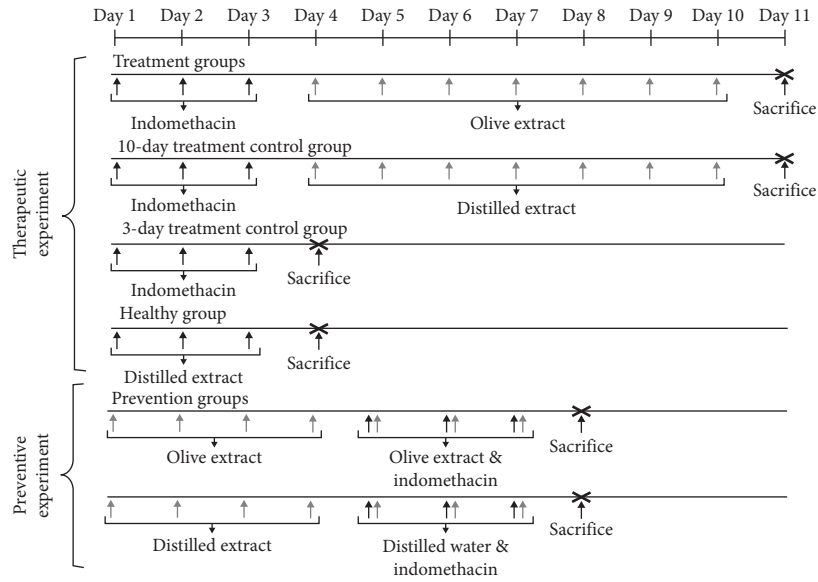 Day 1 Day 2 Day 3 Day 4 Day 5 Day 6 Day 7 Day 8 Day 9 Day 10 Day 11
Therapeutic
experiment
Treatment groups
Indomethacin
Olive extract
Sacrifice
10-day treatment control group
Indomethacin
Distilled extract
Sacrifice
3-day treatment control group
Indomethacin
Sacrifice
Healthy group
Distilled extract
Sacrifice
Preventive
experiment
Prevention groups
Olive extract
Olive extract &
indomethacin
Sacrifice
Distilled extract
Distilled water &
indomethacin
Sacrifice